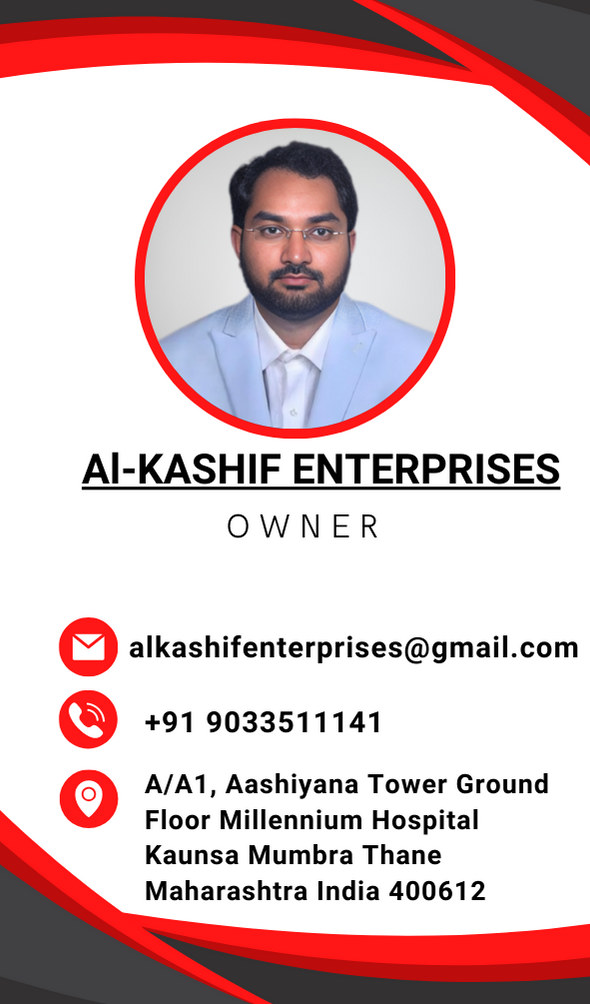 Al-KASHIF ENTERPRISES
OWNER
alkashifenterprises@gmail.com
+91 9033511141
A/A1, Aashiyana Tower Ground
Floor Millennium Hospital
Kaunsa Mumbra Thane
Maharashtra India 400612